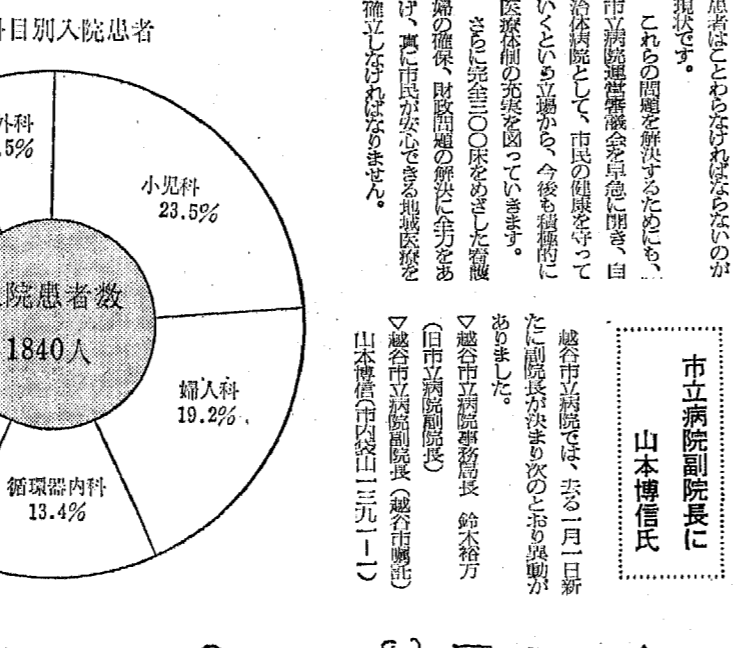 患者はことわらなければならないのが
現状です。
これらの問題を解決するためにも、
市立病院運営審議会を早急に開き、自
治体病院として、市民の健康を守って
いくという立場から、今後も積極的に
医療体制の充実を図っていきます。
さらに完全三〇〇床をめざした看護
婦の確保、財政問題の解決に全力をあ
げ、真に市民が安心できる地域医療を
確立しなければなりません。
市立病院副院長に
山本博信氏
越谷市立病院では、去る一月一日新
たに副院長が決まり次のとおり異動が
ありました。
▽越谷市立病院事務局長 鈴木裕万
(旧市立病院副院長)
▽越谷市立病院副院長(越谷市嘱託)
山本博信(市内袋山一三九一ー一)
科目別入院患者
外科
.5%
小児科
23.5%
婦人科
19.2%
循環器内科
13.4%
院患者数
1840人